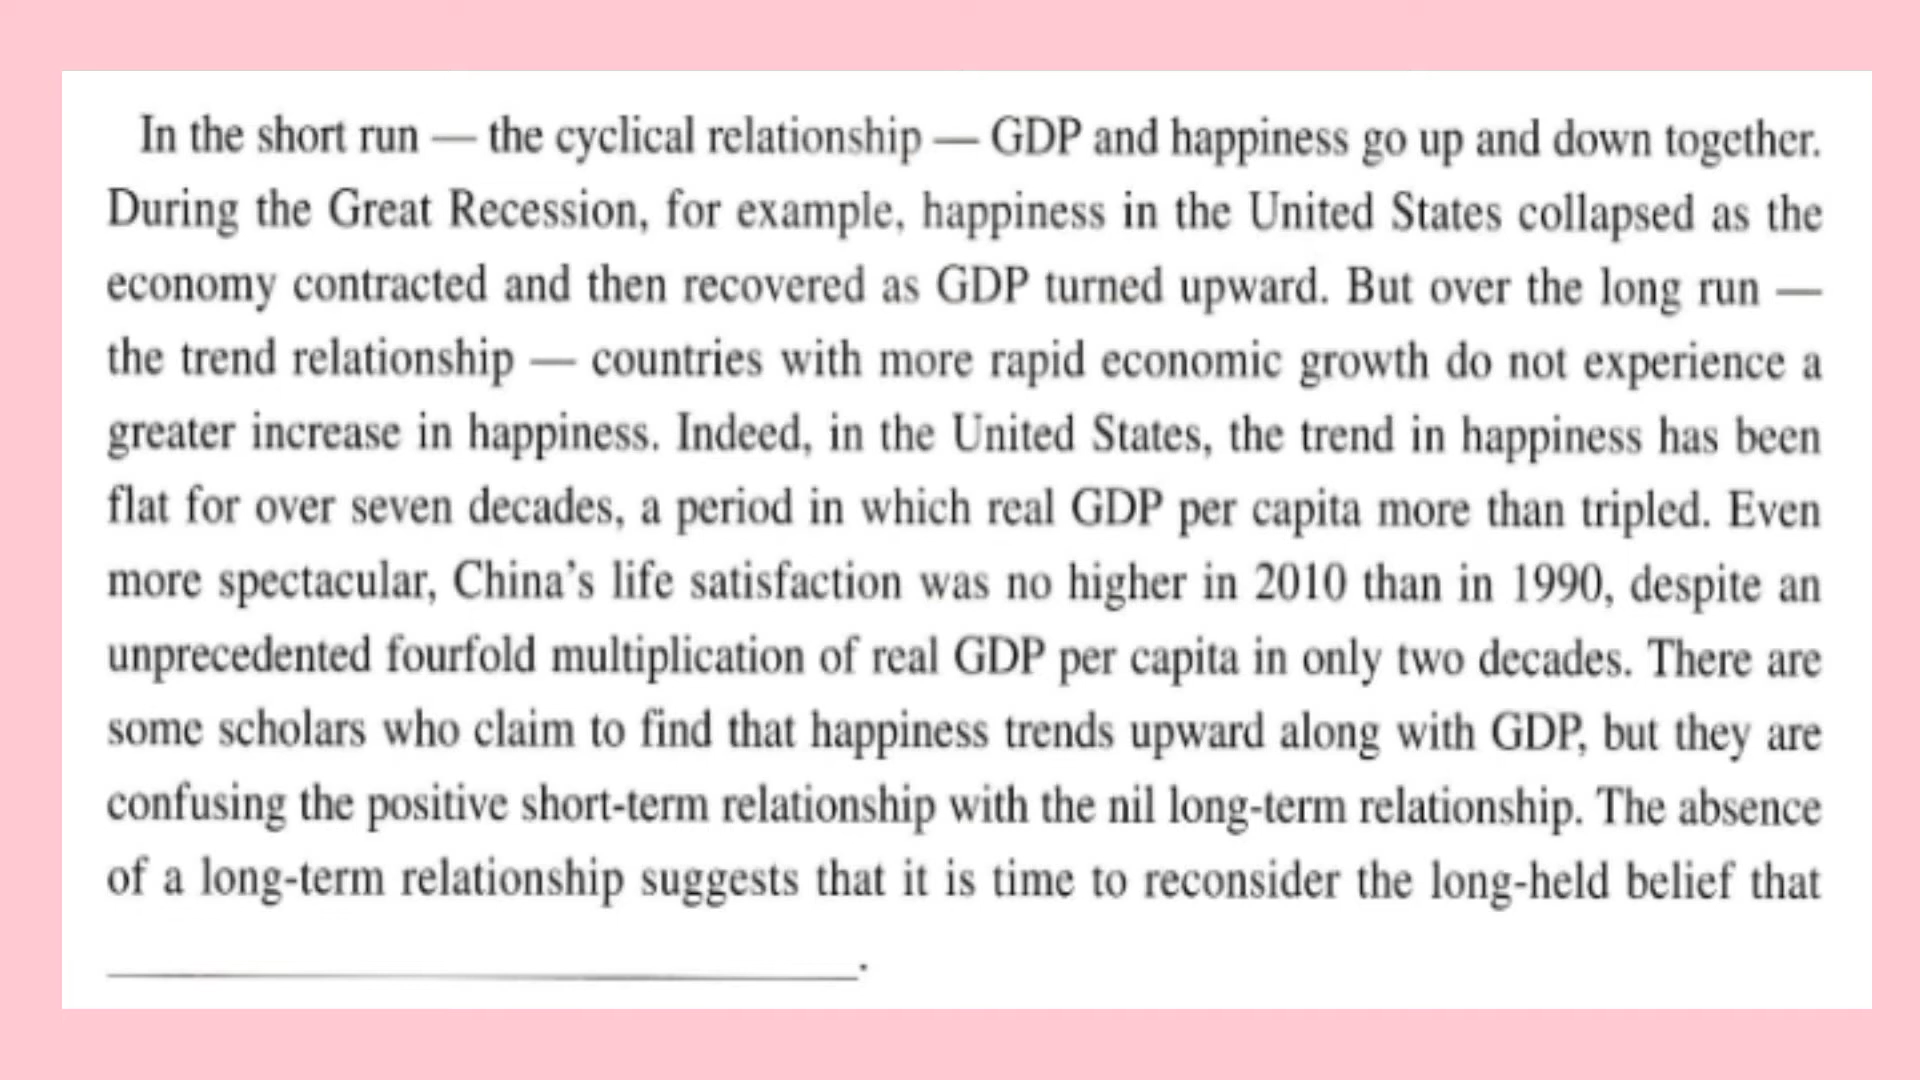 In the short run — the cyclical relationship — GDP and happiness go up and down together.
During the Great Recession, for example, happiness in the United States collapsed as the
economy contracted and then recovered as GDP turned upward. But over the long run —
the trend relationship — countries with more rapid economic growth do not experience a
greater increase in happiness. Indeed, in the United States, the trend in happiness has been
flat for over seven decades, a period in which real GDP per capita more than tripled. Even
more spectacular, China's life satisfaction was no higher in 2010 than in 1990, despite an
unprecedented fourfold multiplication of real GDP per capita in only two decades. There are
some scholars who claim to find that happiness trends upward along with GDP, but they are
confusing the positive short-term relationship with the nil long-term relationship. The absence
of a long-term relationship suggests that it is time to reconsider the long-held belief that
______________________________.